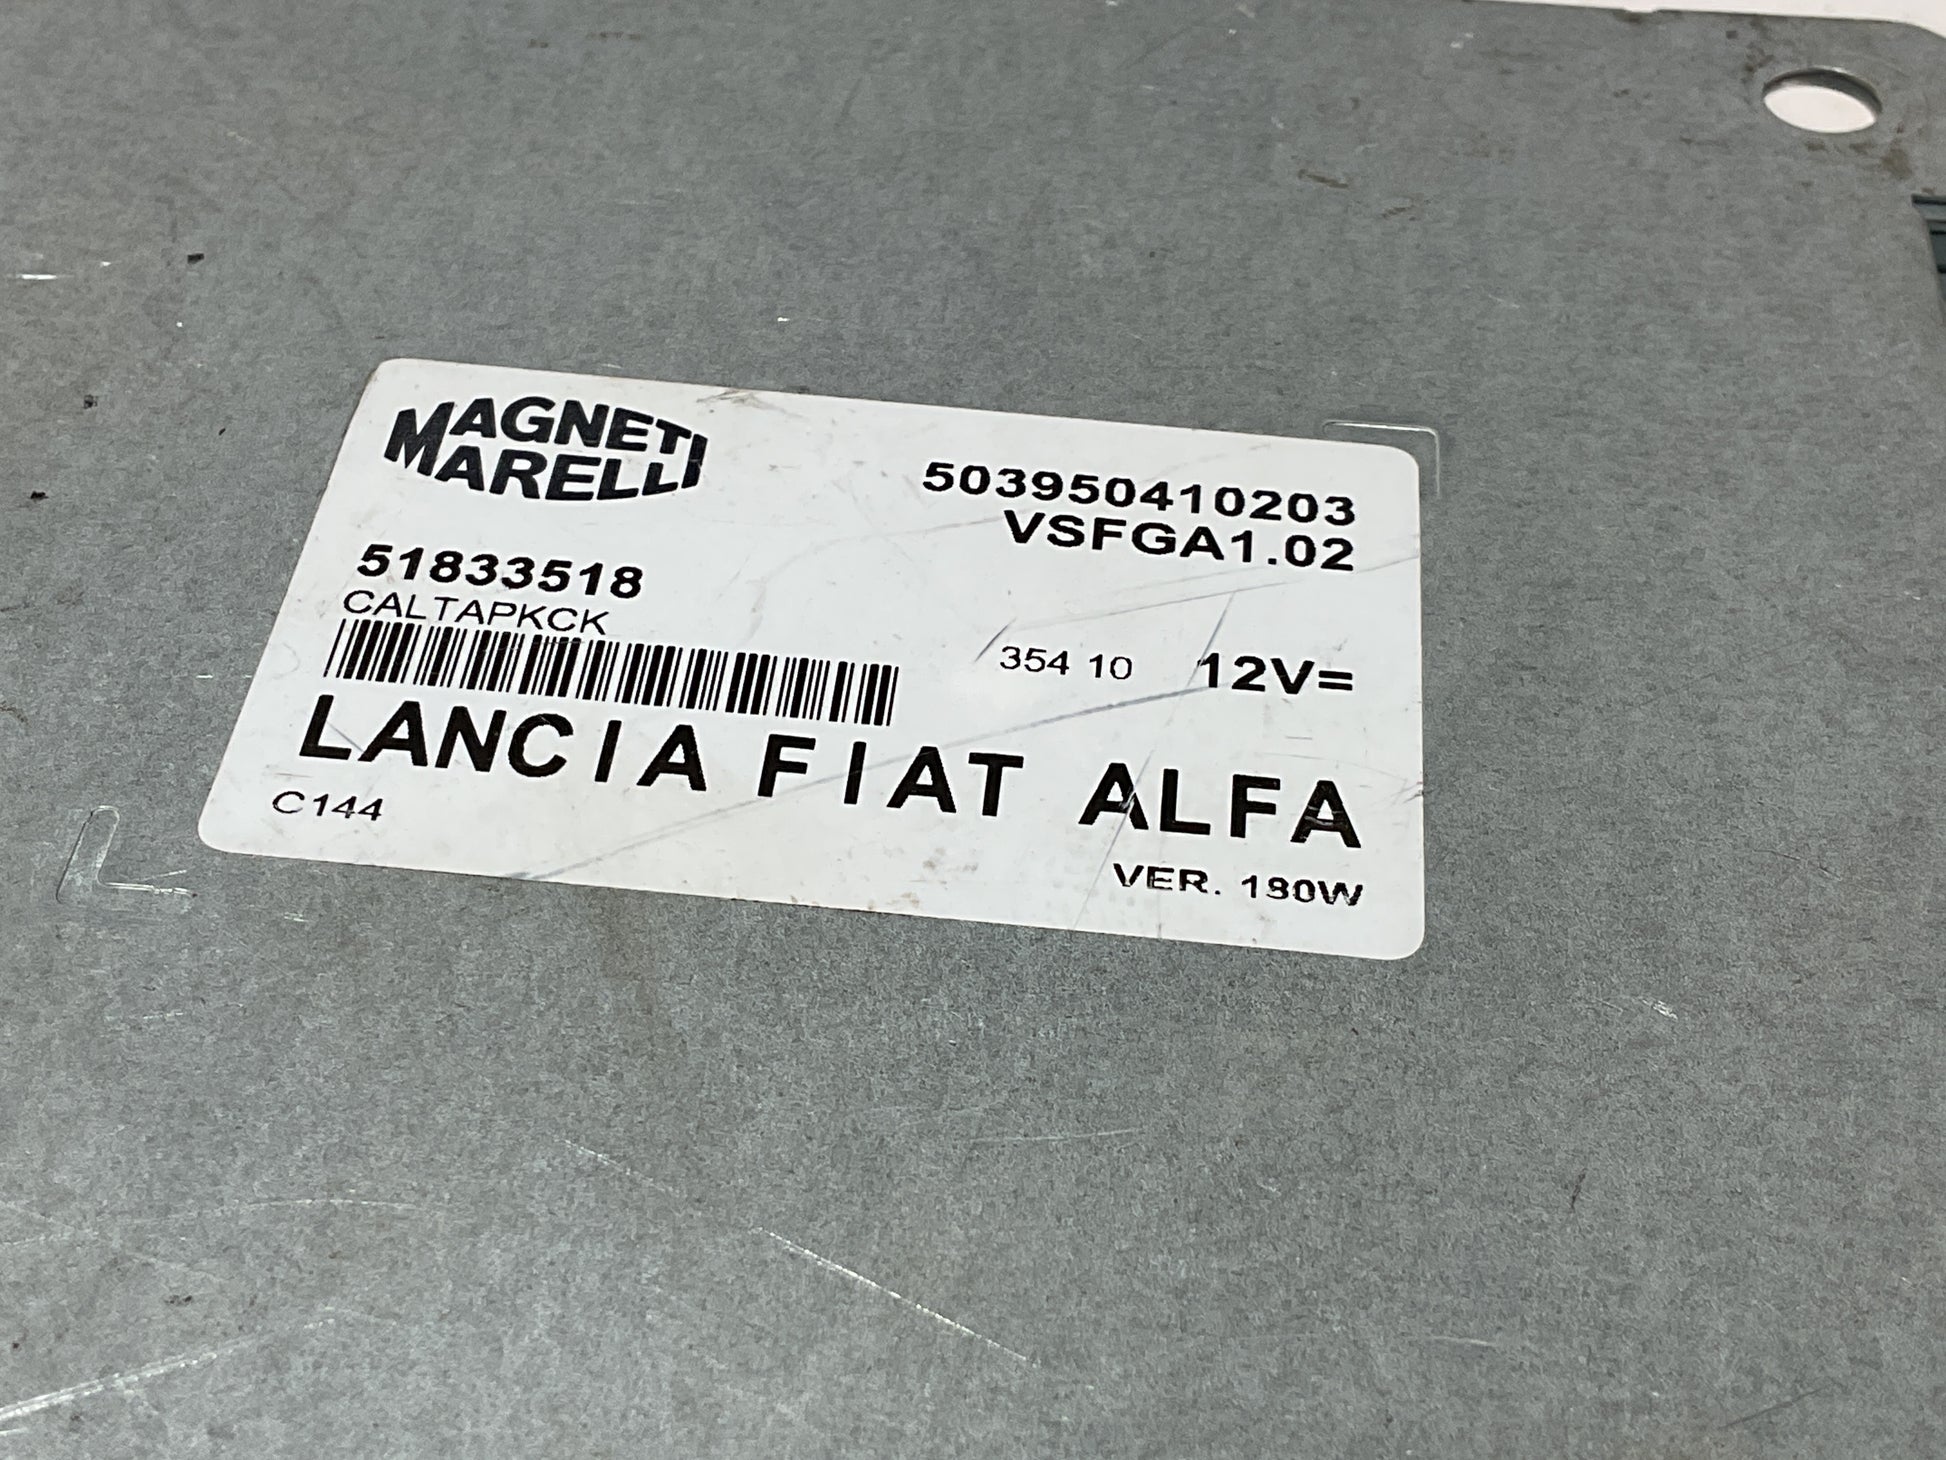 MAGNETI
MARELLI
503950410203
VSFGA1.02
51833518
CALTAPKCK
354 10 12V=
LANCIA FIAT ALFA
C144
VER. 180W